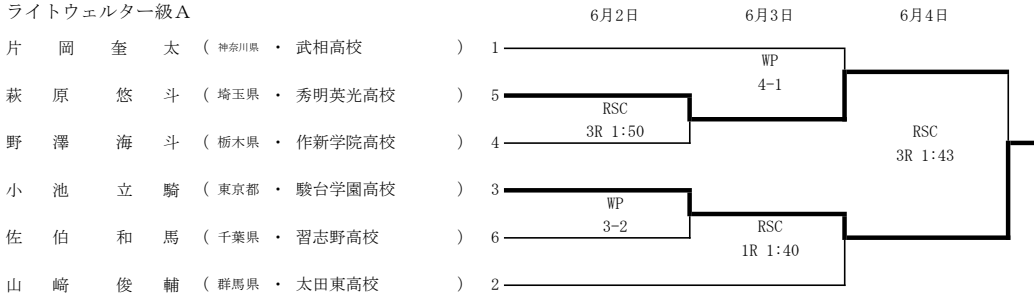 ライトウェルター級A 6月2日 6月3日 6月4日
片岡奎太 ( 神奈川県 ・ 武相高校 ) 1
WP
4-1
萩原悠斗 ( 埼玉県 ・ 秀明英光高校 ) 5
RSC
3R 1:50
RSC
3R 1:43
野澤海斗 ( 栃木県 ・ 作新学院高校 ) 4
小池立騎 ( 東京都 ・ 駿台学園高校 ) 3
WP
3-2
RSC
1R 1:40
佐伯和馬 ( 千葉県 ・ 習志野高校 ) 6
山﨑俊輔 ( 群馬県 ・ 太田東高校 ) 2